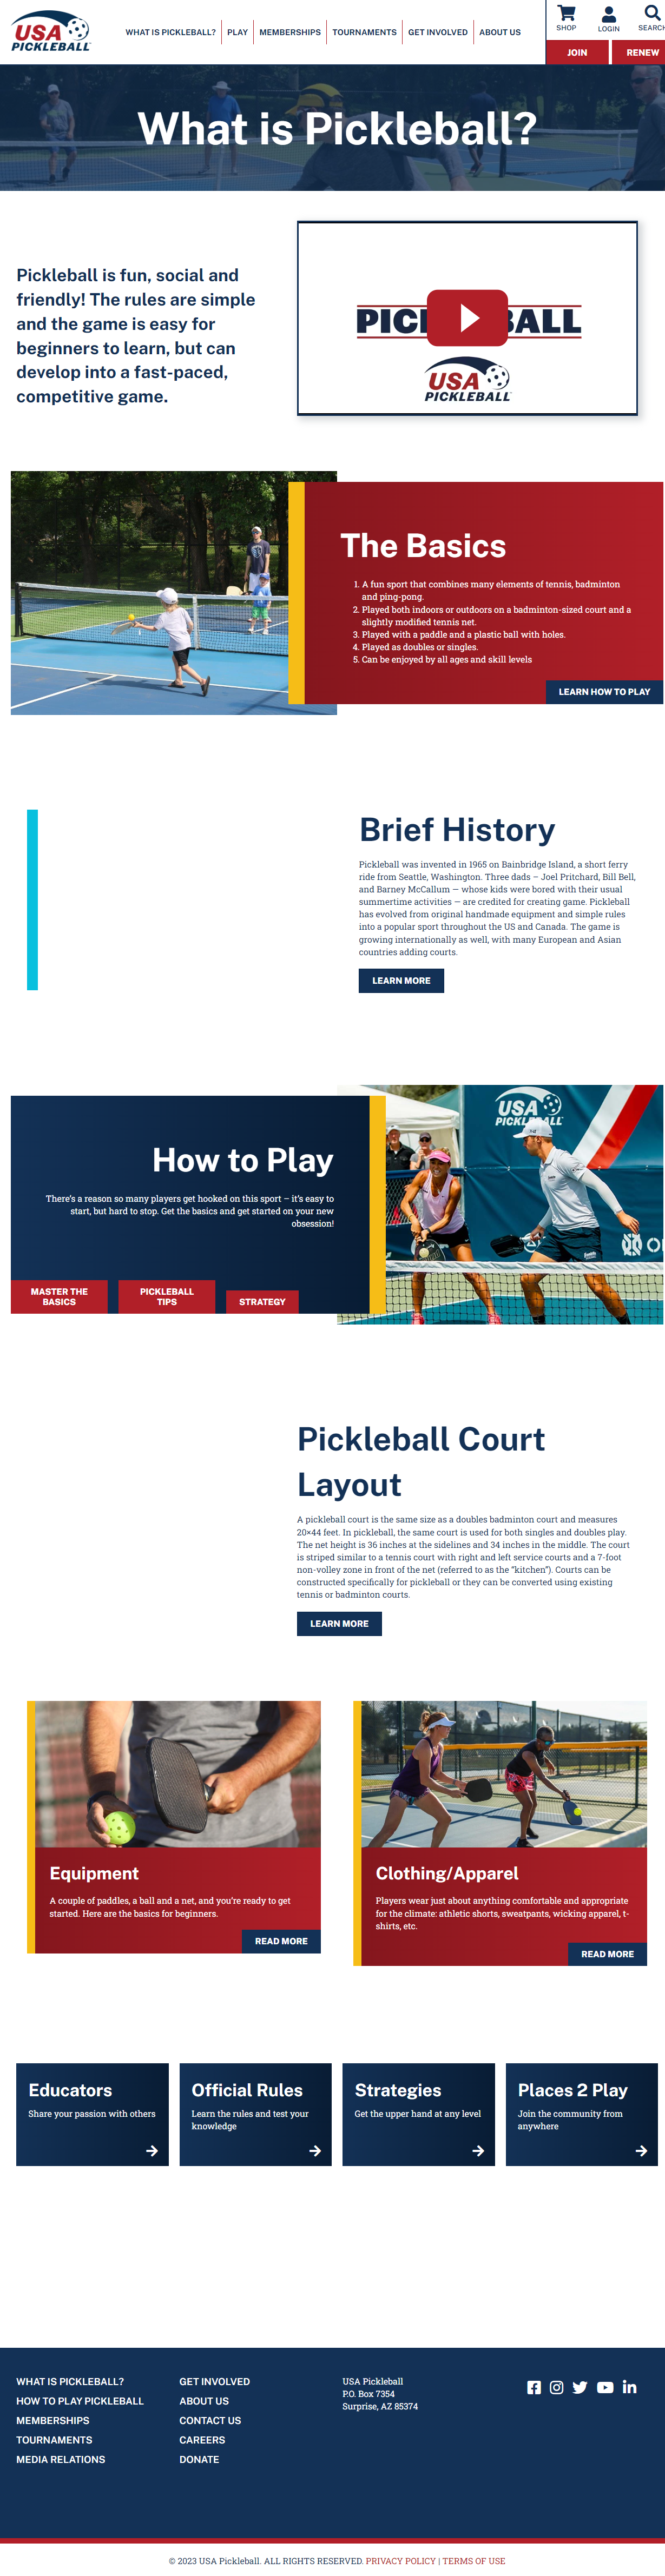 USA
PICKLEBALL
WHAT IS PICKLEBALL?
PLAY
MEMBERSHIPS
TOURNAMENTS
GET INVOLVED
ABOUT US
SHOP
LOGIN
SEARCH
JOIN
RENEW
What is Pickleball?
Pickleball is fun, social and
friendly! The rules are simple
and the game is easy for
beginners to learn, but can
develop into a fast-paced,
competitive game.
USA
PICKLEBALL
The Basics
1. A fun sport that combines many elements of tennis, badminton
and ping-pong.
2. Played both indoors or outdoors on a badminton-sized court and a
slightly modified tennis net.
3. Played with a paddle and a plastic ball with holes.
4. Played as doubles or singles.
5. Can be enjoyed by all ages and skill levels
LEARN HOW TO PLAY
Brief History
Pickleball was invented in 1965 on Bainbridge Island, a short ferry
ride from Seattle, Washington. Three dads – Joel Pritchard, Bill Bell,
and Barney McCallum — whose kids were bored with their usual
summertime activities — are credited for creating game. Pickleball
has evolved from original handmade equipment and simple rules
into a popular sport throughout the US and Canada. The game is
growing internationally as well, with many European and Asian
countries adding courts.
LEARN MORE
USA
PICKLEBALL
How to Play
There's a reason so many players get hooked on this sport – it's easy to
start, but hard to stop. Get the basics and get started on your new
obsession!
MASTER THE
BASICS
PICKLEBALL
TIPS
STRATEGY
Pickleball Court
Layout
A pickleball court is the same size as a doubles badminton court and measures
20×44 feet. In pickleball, the same court is used for both singles and doubles play.
The net height is 36 inches at the sidelines and 34 inches in the middle. The court
is striped similar to a tennis court with right and left service courts and a 7-foot
non-volley zone in front of the net (referred to as the “kitchen”). Courts can be
constructed specifically for pickleball or they can be converted using existing
tennis or badminton courts.
LEARN MORE
Equipment
A couple of paddles, a ball and a net, and you're ready to get
started. Here are the basics for beginners.
READ MORE
Clothing/Apparel
Players wear just about anything comfortable and appropriate
for the climate: athletic shorts, sweatpants, wicking apparel, t-
shirts, etc.
READ MORE
Educators
Share your passion with others
Official Rules
Learn the rules and test your
knowledge
Strategies
Get the upper hand at any level
Places 2 Play
Join the community from
anywhere
WHAT IS PICKLEBALL?
HOW TO PLAY PICKLEBALL
MEMBERSHIPS
TOURNAMENTS
MEDIA RELATIONS
GET INVOLVED
ABOUT US
CONTACT US
CAREERS
DONATE
USA Pickleball
P.O. Box 7354
Surprise, AZ 85374
© 2023 USA Pickleball. ALL RIGHTS RESERVED. PRIVACY POLICY | TERMS OF USE